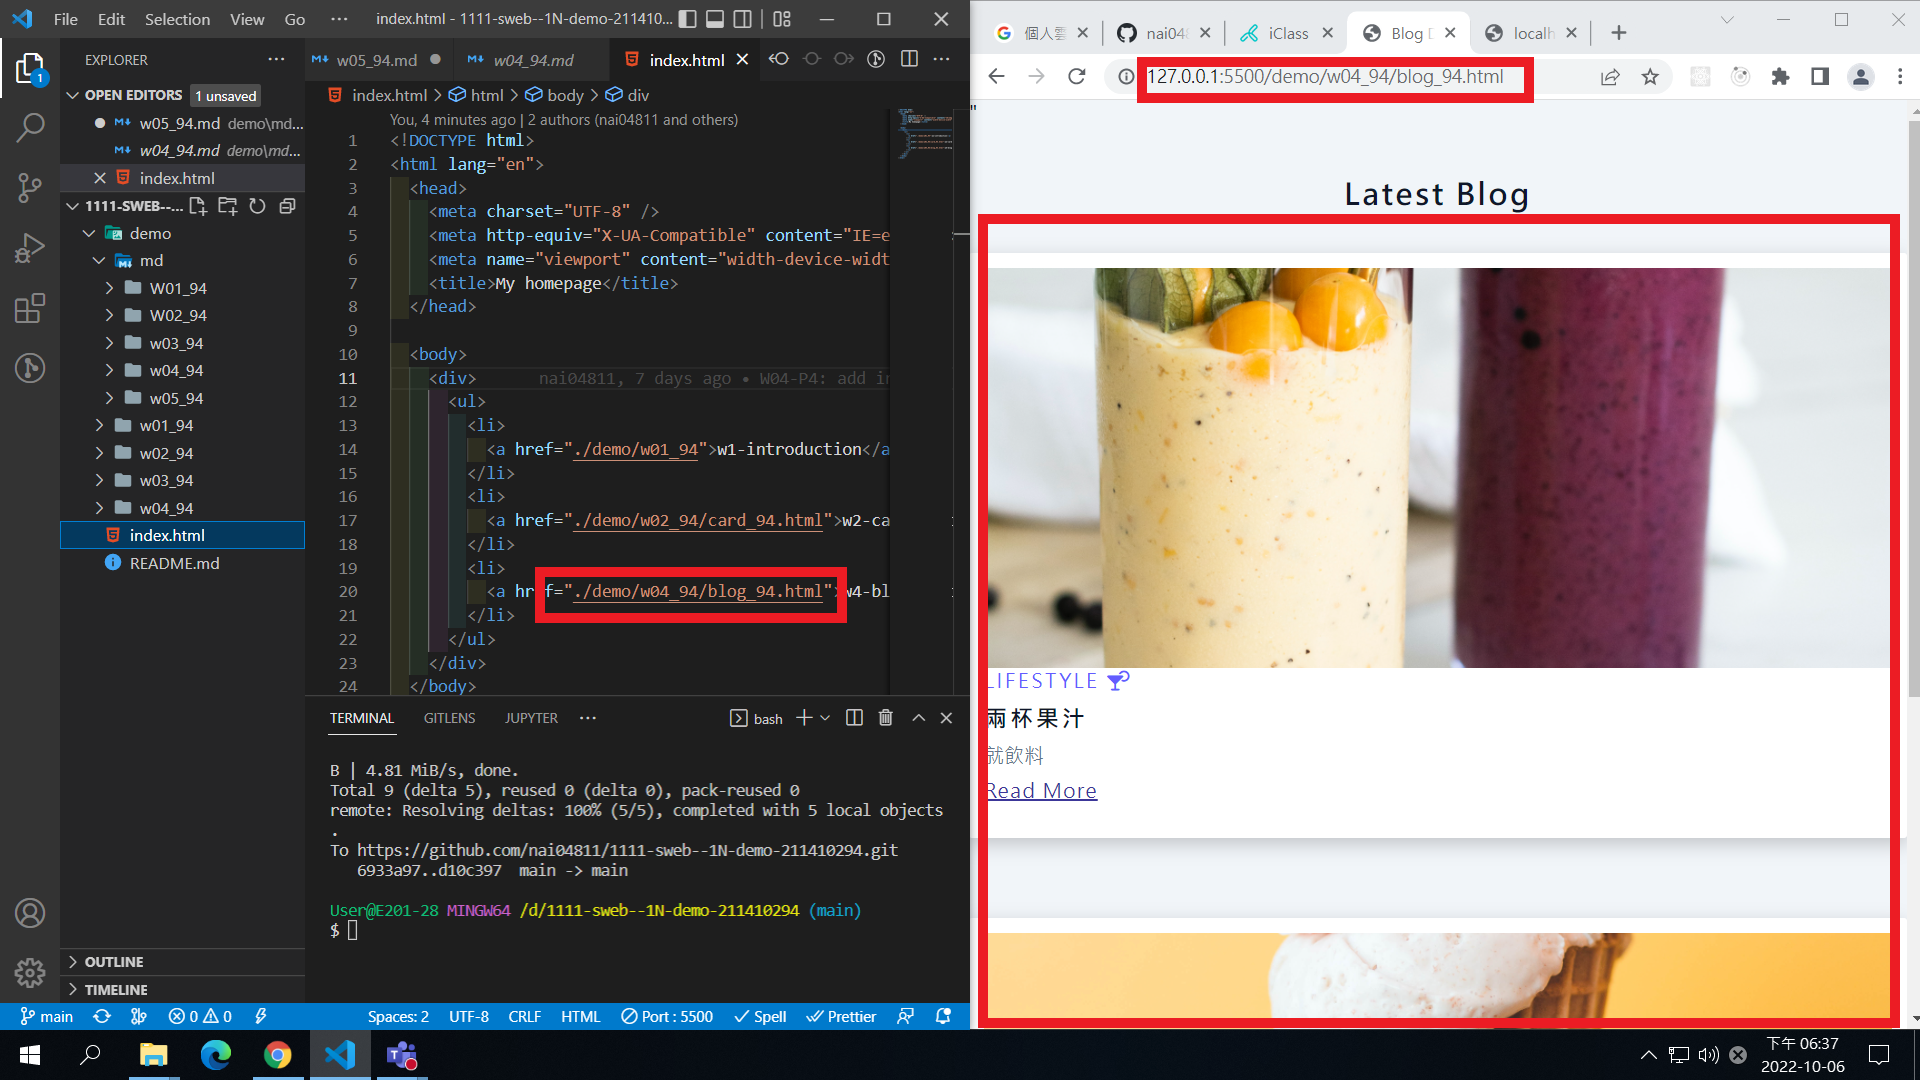 File Edit Selection View Go ··· index.html - 1111-sweb--1N-demo-211410...
EXPLORER
OPEN EDITORS 1 unsaved
w05_94.md demo\md...
w04_94.md demo\md...
index.html
1111-SWEB--...
demo
md
W01_94
W02_94
w03_94
w04_94
w05_94
w01_94
w02_94
w03_94
w04_94
index.html
README.md
OUTLINE
TIMELINE
w05_94.md w04_94.md index.html
index.html > html > body > div
You, 4 minutes ago | 2 authors (nai04811 and others)
1 <!DOCTYPE html>
2 <html lang="en">
3 <head>
4 <meta charset="UTF-8" />
5 <meta http-equiv="X-UA-Compatible" content="IE=e
6 <meta name="viewport" content="width-device-widt
7 <title>My homepage</title>
8 </head>
9
10 <body>
11 <div> nai04811, 7 days ago • W04-P4: add in
12 <ul>
13 <li>
14 <a href="./demo/w01_94">w1-introduction</a
15 </li>
16 <li>
17 <a href="./demo/w02_94/card_94.html">w2-ca
18 </li>
19 <li>
20 <a href="./demo/w04_94/blog_94.html">w4-bl
21 </li>
22 </ul>
23 </div>
24 </body>
TERMINAL GITLENS JUPYTER ··· bash
B | 4.81 MiB/s, done.
Total 9 (delta 5), reused 0 (delta 0), pack-reused 0
remote: Resolving deltas: 100% (5/5), completed with 5 local objects
.
To https://github.com/nai04811/1111-sweb--1N-demo-211410294.git
6933a97..d10c397 main -> main
User@E201-28 MINGW64 /d/1111-sweb--1N-demo-211410294 (main)
$
main 0 0 Spaces: 2 UTF-8 CRLF HTML Port : 5500 Spell Prettier
個人雲 nai04 iClass Blog D localh
127.0.0.1:5500/demo/w04_94/blog_94.html
"
Latest Blog
LIFESTYLE
兩杯果汁
就飲料
Read More
下午 06:37
2022-10-06